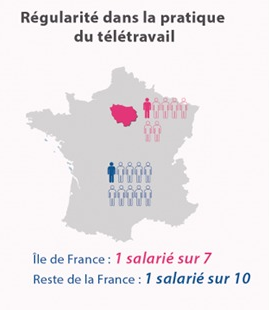 Régularité dans la pratique
du télétravail
Île de France : 1 salarié sur 7
Reste de la France : 1 salarié sur 10